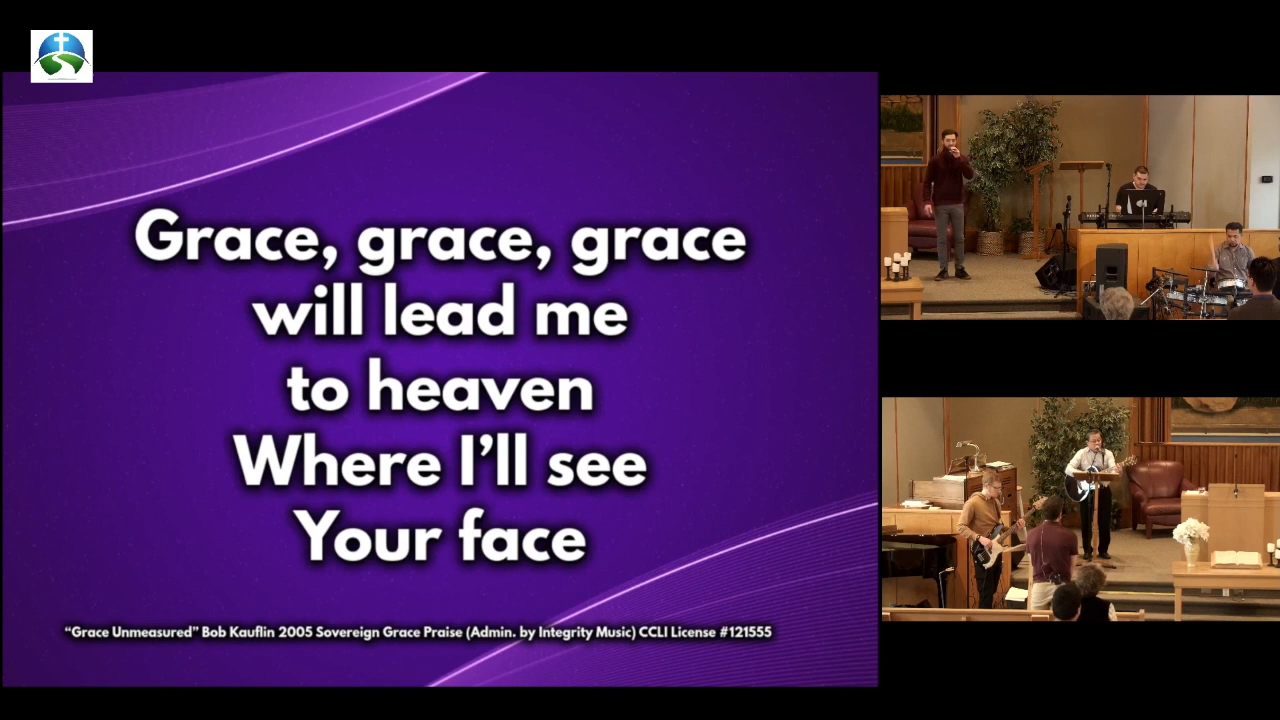 Grace, grace, grace
will lead me
to heaven
Where I’ll see
Your face
“Grace Unmeasured” Bob Kauflin 2005 Sovereign Grace Praise (Admin. by Integrity Music) CCLI License #121555